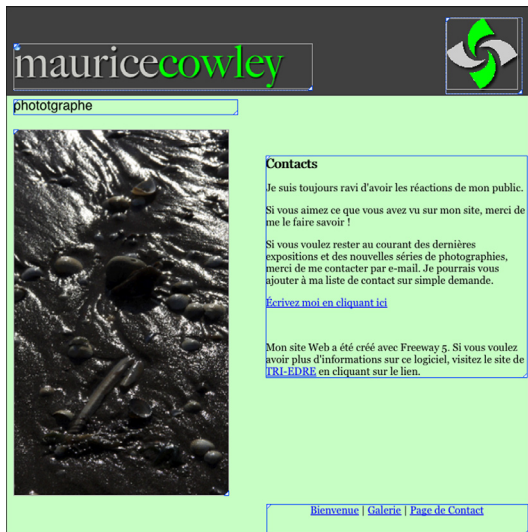 mauricecowley
phototgraphe
Contacts
Je suis toujours ravi d'avoir les réactions de mon public.
Si vous aimez ce que vous avez vu sur mon site, merci de
me le faire savoir !
Si vous voulez rester au courant des dernières
expositions et des nouvelles séries de photographies,
merci de me contacter par e-mail. Je pourrais vous
ajouter à ma liste de contact sur simple demande.
Écrivez moi en cliquant ici
Mon site Web a été créé avec Freeway 5. Si vous voulez
avoir plus d'informations sur ce logiciel, visitez le site de
TRI-EDRE en cliquant sur le lien.
Bienvenue | Galerie | Page de Contact